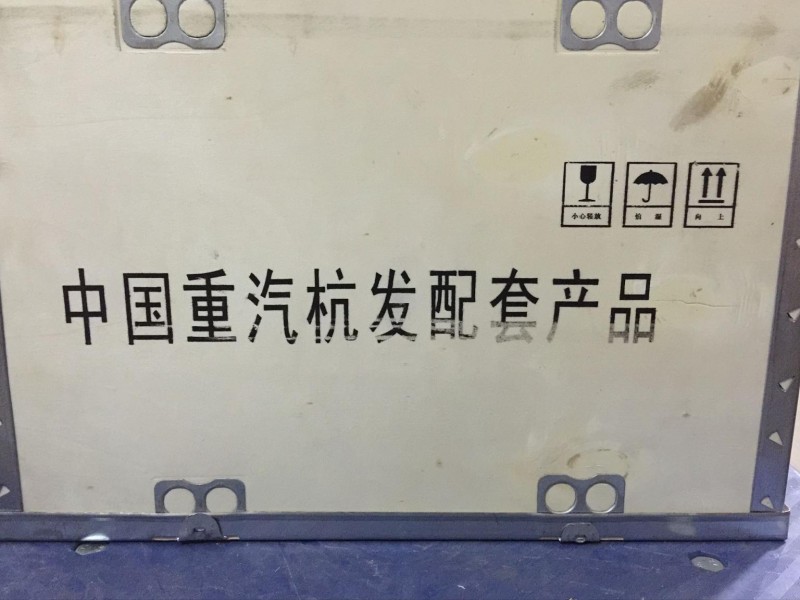 小心轻放
怕湿
向上
中国重汽杭发配套产品